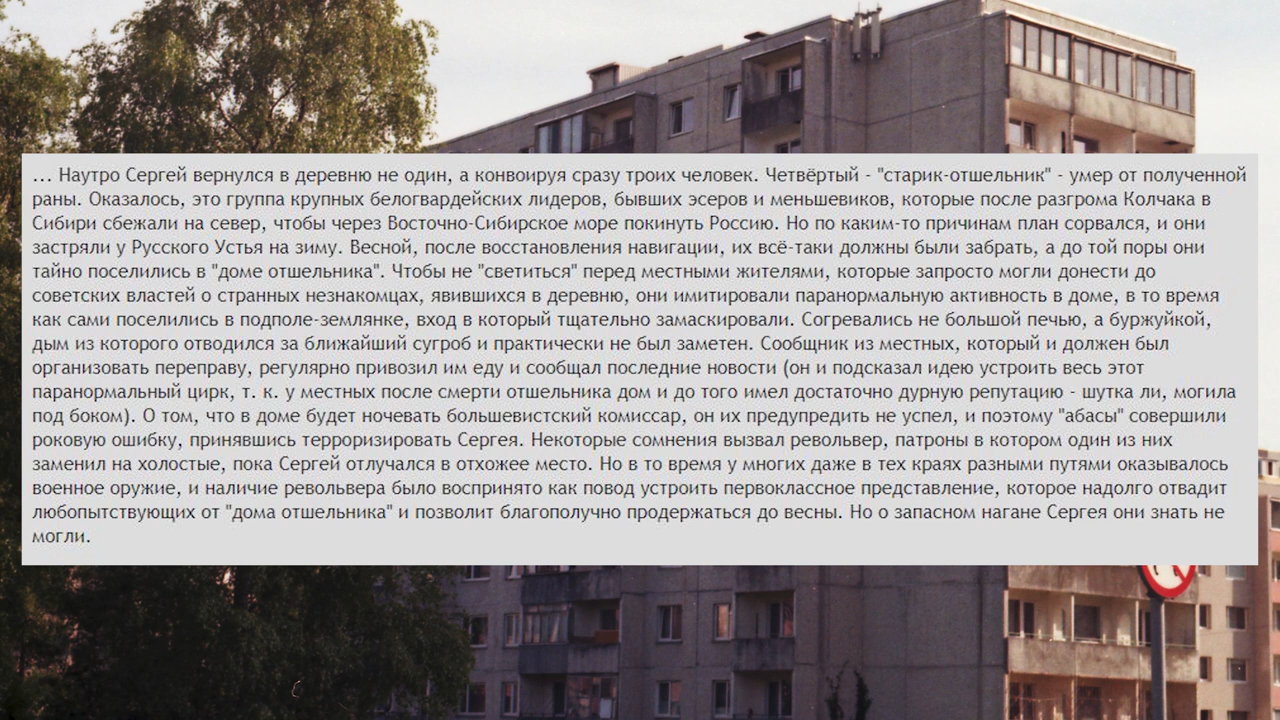 ... Наутро Сергей вернулся в деревню не один, а конвоируя сразу троих человек. Четвёртый - "старик-отшельник" - умер от полученной
раны. Оказалось, это группа крупных белогвардейских лидеров, бывших эсеров и меньшевиков, которые после разгрома Колчака в
Сибири сбежали на север, чтобы через Восточно-Сибирское море покинуть Россию. Но по каким-то причинам план сорвался, и они
застряли у Русского Устья на зиму. Весной, после восстановления навигации, их всё-таки должны были забрать, а до той поры они
тайно поселились в "доме отшельника". Чтобы не "светиться" перед местными жителями, которые запросто могли донести до
советских властей о странных незнакомцах, явившихся в деревню, они имитировали паранормальную активность в доме, в то время
как сами поселились в подполе-землянке, вход в который тщательно замаскировали. Согревались не большой печью, а буржуйкой,
дым из которого отводился за ближайший сугроб и практически не был заметен. Сообщник из местных, который и должен был
организовать переправу, регулярно привозил им еду и сообщал последние новости (он и подсказал идею устроить весь этот
паранормальный цирк, т. к. у местных после смерти отшельника дом и до того имел достаточно дурную репутацию - шутка ли, могила
под боком). О том, что в доме будет ночевать большевистский комиссар, он их предупредить не успел, и поэтому "абасы" совершили
роковую ошибку, принявшись терроризировать Сергея. Некоторые сомнения вызвал револьвер, патроны в котором один из них
заменил на холостые, пока Сергей отлучался в отхожее место. Но в то время у многих даже в тех краях разными путями оказывалось
военное оружие, и наличие револьвера было воспринято как повод устроить первоклассное представление, которое надолго отвадит
любопытствующих от "дома отшельника" и позволит благополучно продержаться до весны. Но о запасном нагане Сергея они знать не
могли.